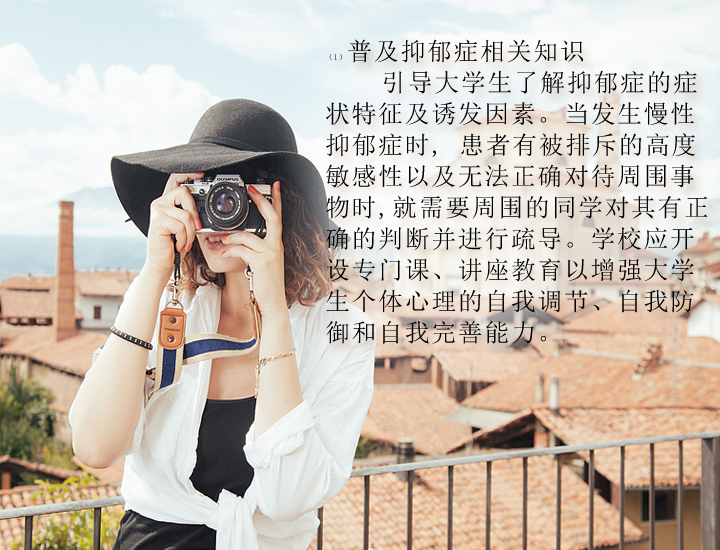 （1）普及抑郁症相关知识
引导大学生了解抑郁症的症
状特征及诱发因素。当发生慢性
抑郁症时，患者有被排斥的高度
敏感性以及无法正确对待周围事
物时,就需要周围的同学对其有正
确的判断并进行疏导。学校应开
设专门课、讲座教育以增强大学
生个体心理的自我调节、自我防
御和自我完善能力。
OLYMPUS